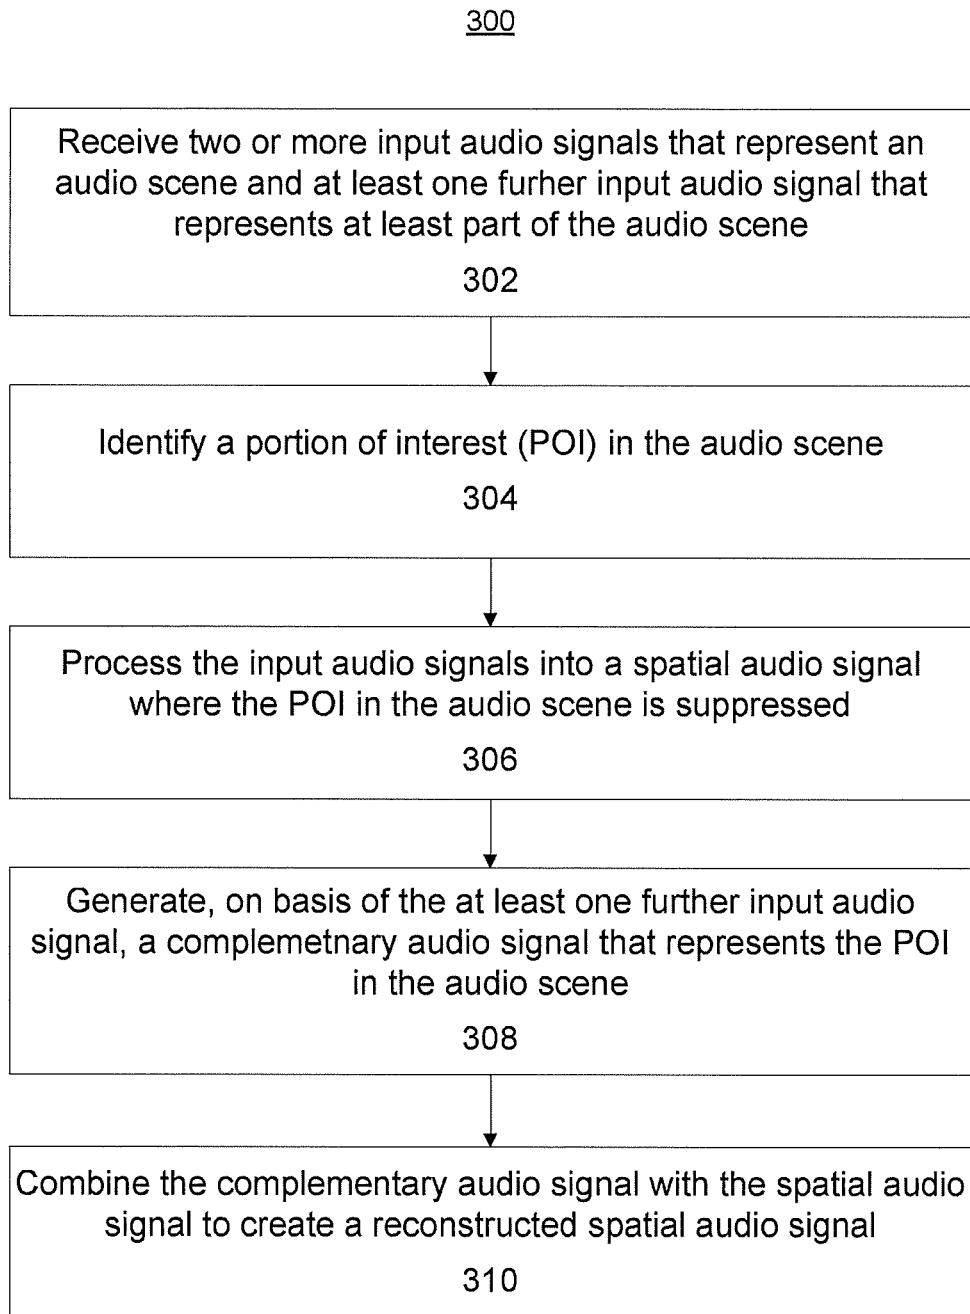 300
Receive two or more input audio signals that represent an
audio scene and at least one furher input audio signal that
represents at least part of the audio scene
302
Identify a portion of interest (POI) in the audio scene
304
Process the input audio signals into a spatial audio signal
where the POI in the audio scene is suppressed
306
Generate, on basis of the at least one further input audio
signal, a complemetnary audio signal that represents the POI
in the audio scene
308
Combine the complementary audio signal with the spatial audio
signal to create a reconstructed spatial audio signal
310